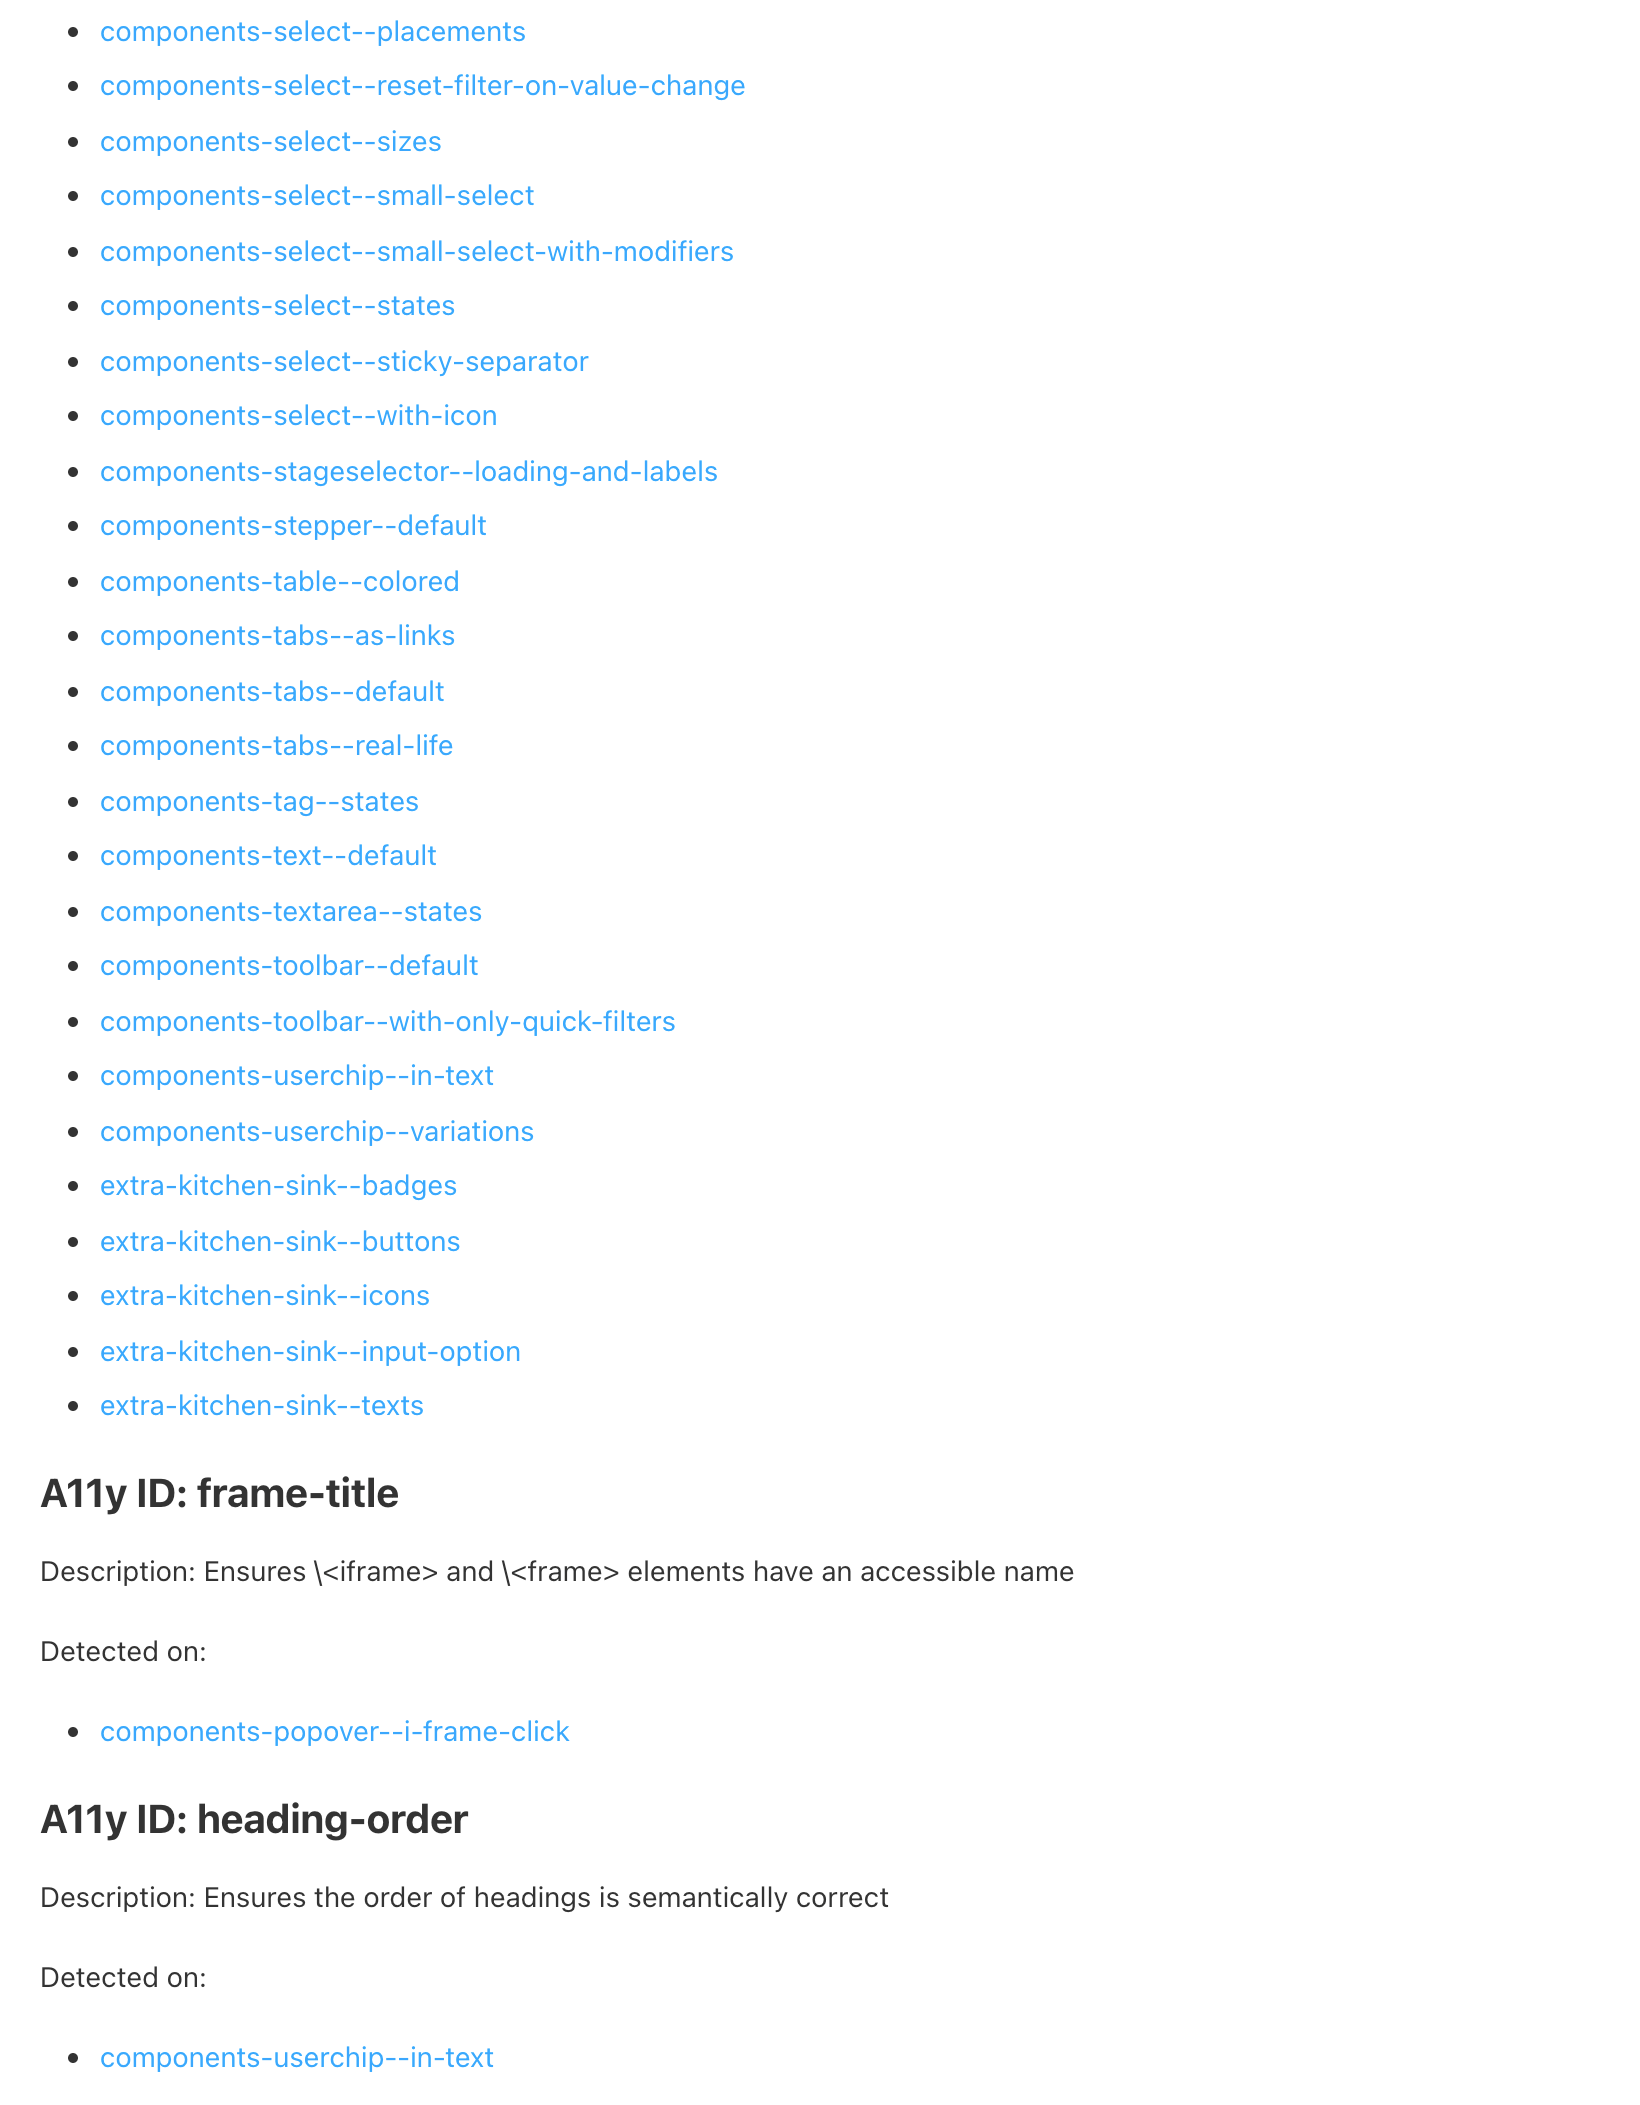 components-select--placements
components-select--reset-filter-on-value-change
components-select--sizes
components-select--small-select
components-select--small-select-with-modifiers
components-select--states
components-select--sticky-separator
components-select--with-icon
components-stageselector--loading-and-labels
components-stepper--default
components-table--colored
components-tabs--as-links
components-tabs--default
components-tabs--real-life
components-tag--states
components-text--default
components-textarea--states
components-toolbar--default
components-toolbar--with-only-quick-filters
components-userchip--in-text
components-userchip--variations
extra-kitchen-sink--badges
extra-kitchen-sink--buttons
extra-kitchen-sink--icons
extra-kitchen-sink--input-option
extra-kitchen-sink--texts
A11y ID: frame-title
Description: Ensures \<iframe> and \<frame> elements have an accessible name
Detected on:
components-popover--i-frame-click
A11y ID: heading-order
Description: Ensures the order of headings is semantically correct
Detected on:
components-userchip--in-text